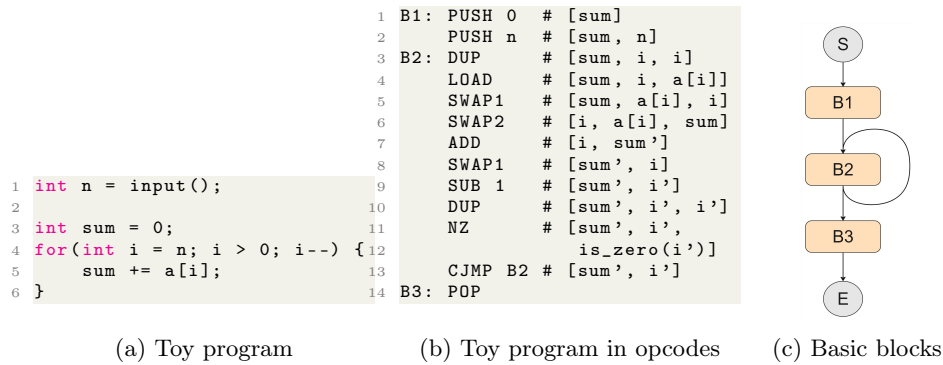 1 int n = input();
2
3 int sum = 0;
4 for(int i = n; i > 0; i--) {
5     sum += a[i];
6 }
(a) Toy program
1 B1: PUSH 0  # [sum]
2     PUSH n  # [sum, n]
3 B2: DUP     # [sum, i, i]
4     LOAD    # [sum, i, a[i]]
5     SWAP1   # [sum, a[i], i]
6     SWAP2   # [i, a[i], sum]
7     ADD     # [i, sum']
8     SWAP1   # [sum', i]
9     SUB 1   # [sum', i']
10     DUP     # [sum', i', i']
11     NZ      # [sum', i',
12                is_zero(i')]
13     CJMP B2 # [sum', i']
14 B3: POP
(b) Toy program in opcodes
S
B1
B2
B3
E
(c) Basic blocks